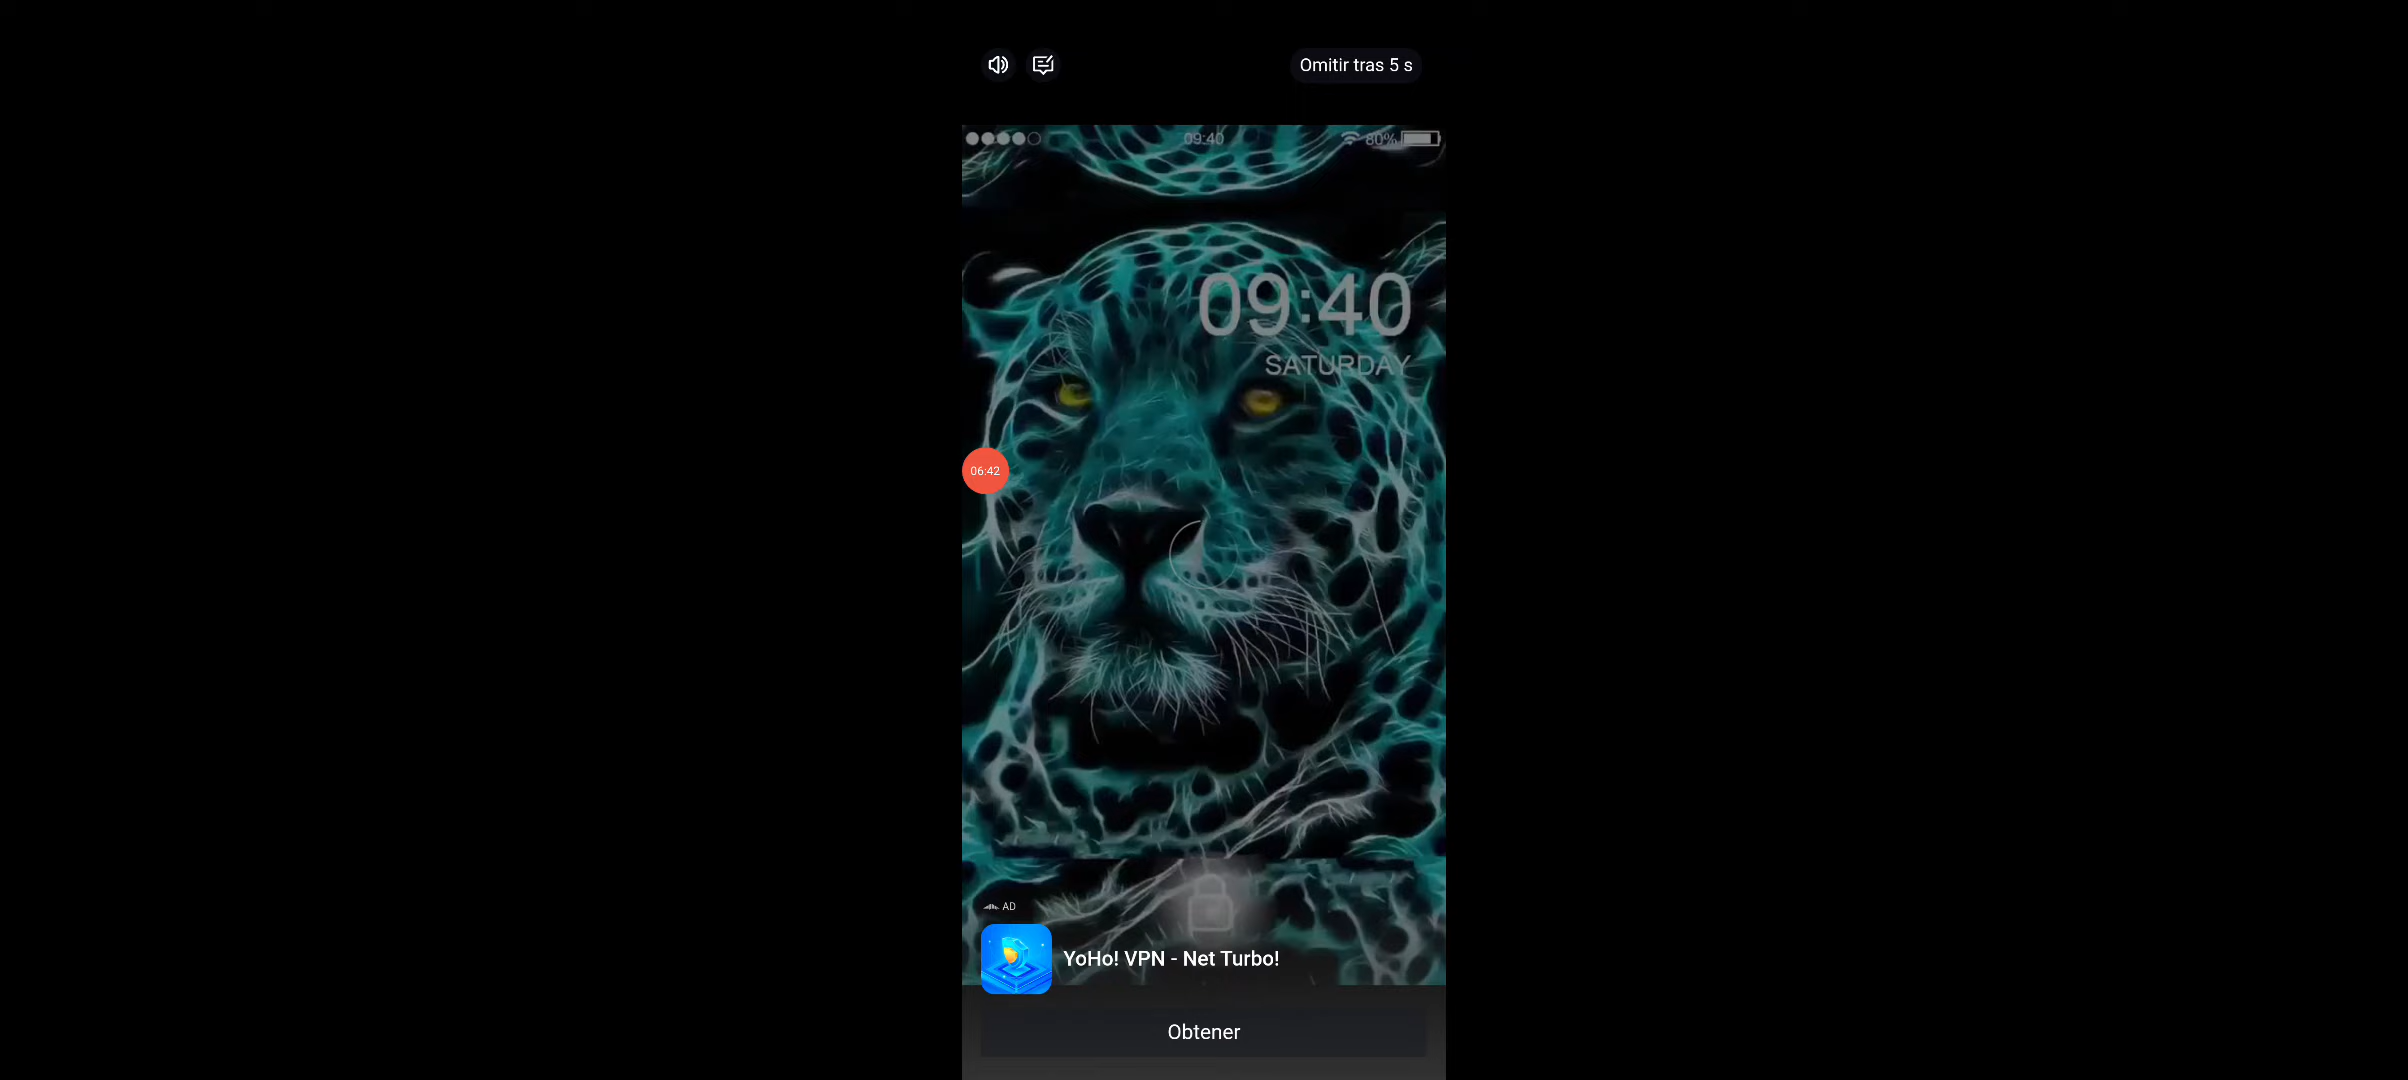 Omitir tras 5 s
09:40
80%
09:40
SATURDAY
06:42
AD
YoHo! VPN - Net Turbo!
Obtener